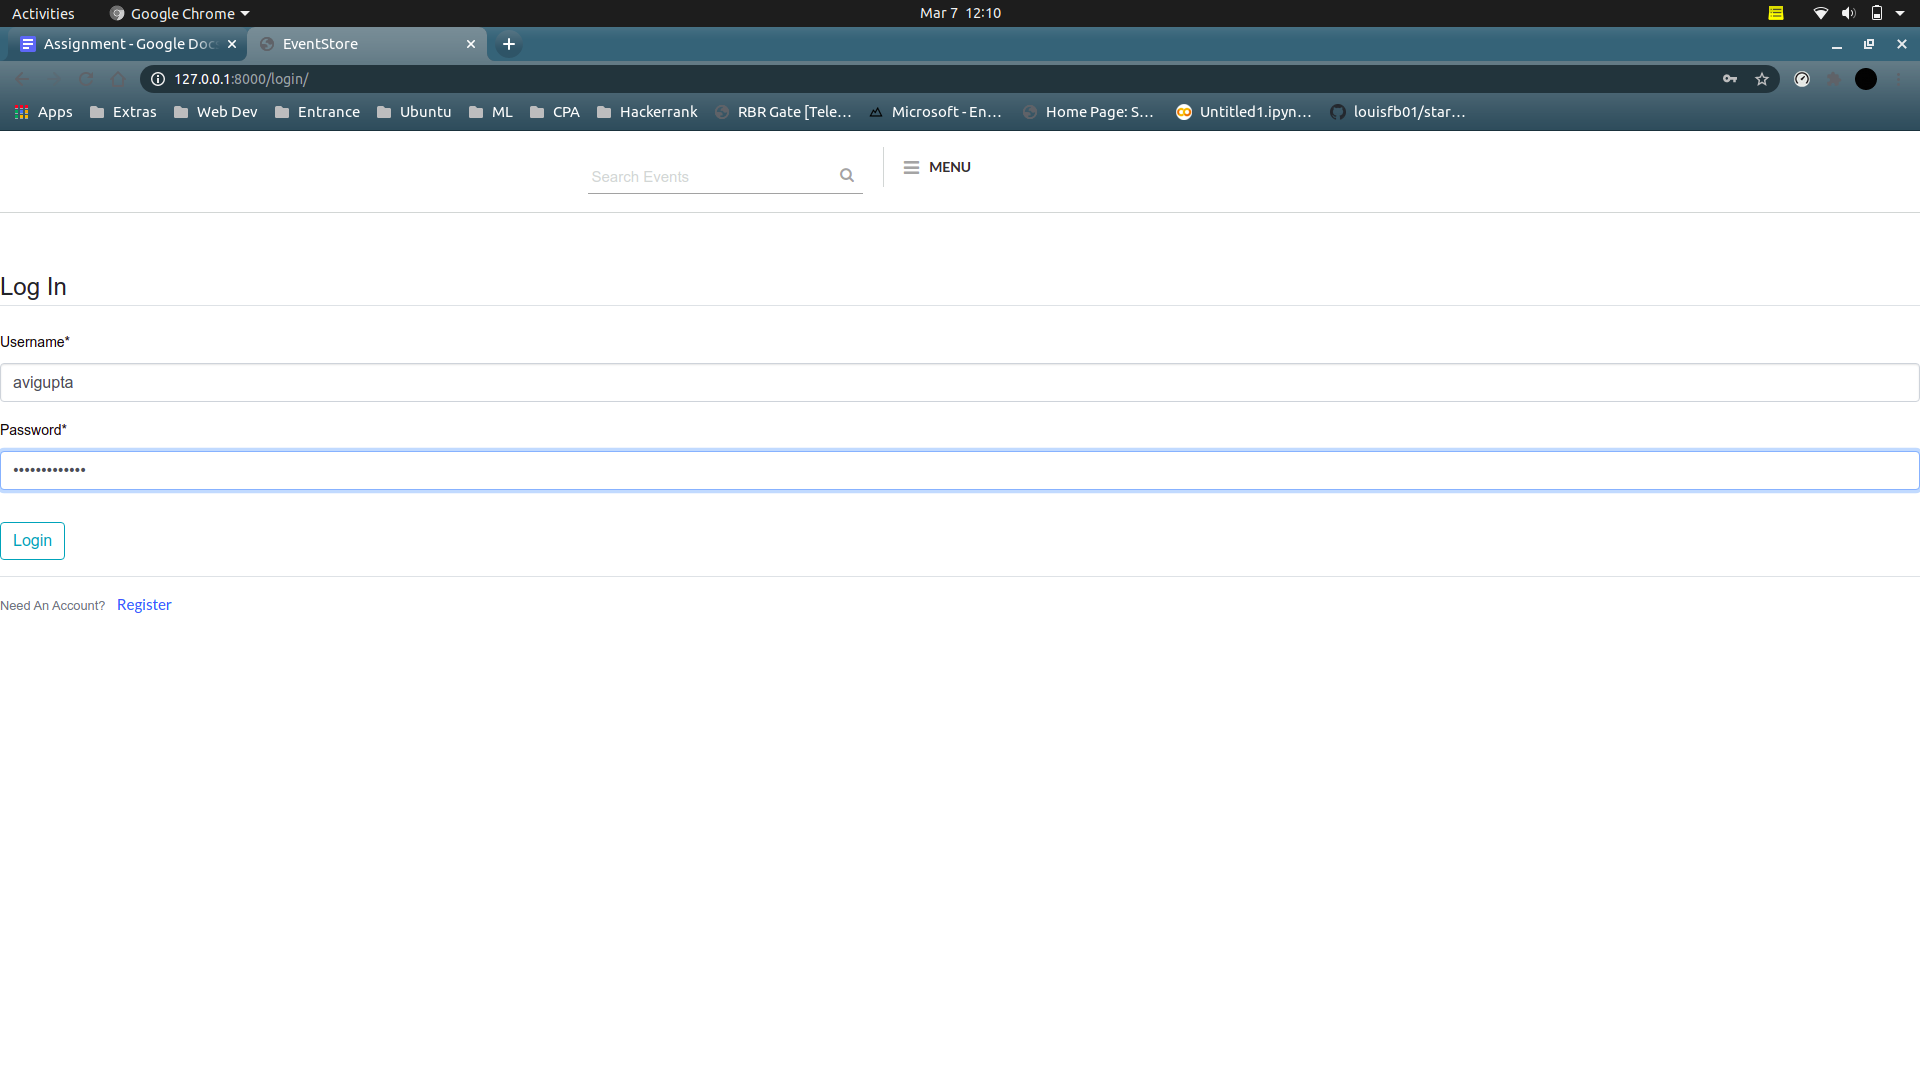 Activities Google Chrome Mar 7 12:10
Assignment - Google Doc EventStore
127.0.0.1:8000/login/
Apps Extras Web Dev Entrance Ubuntu ML CPA Hackerrank RBR Gate [Tele... Microsoft - En... Home Page: S... Untitled1.ipyn... louisfb01/star...
Search Events MENU
Log In
Username*
avigupta
Password*
•••••••••••••
Login
Need An Account? Register